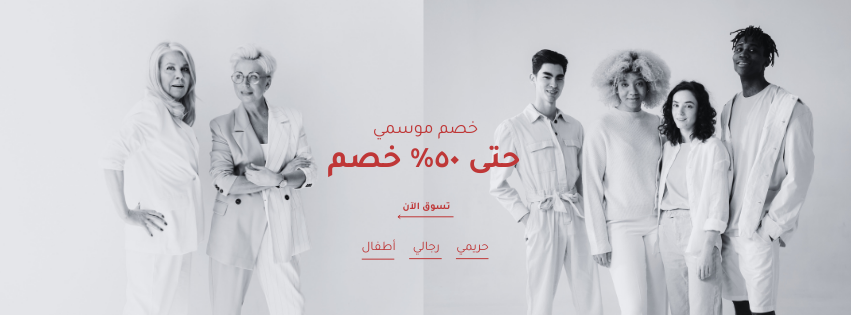 خصم موسمي
حتى ٥٠% خصم
تسوق الآن
حريمي رجالي أطفال